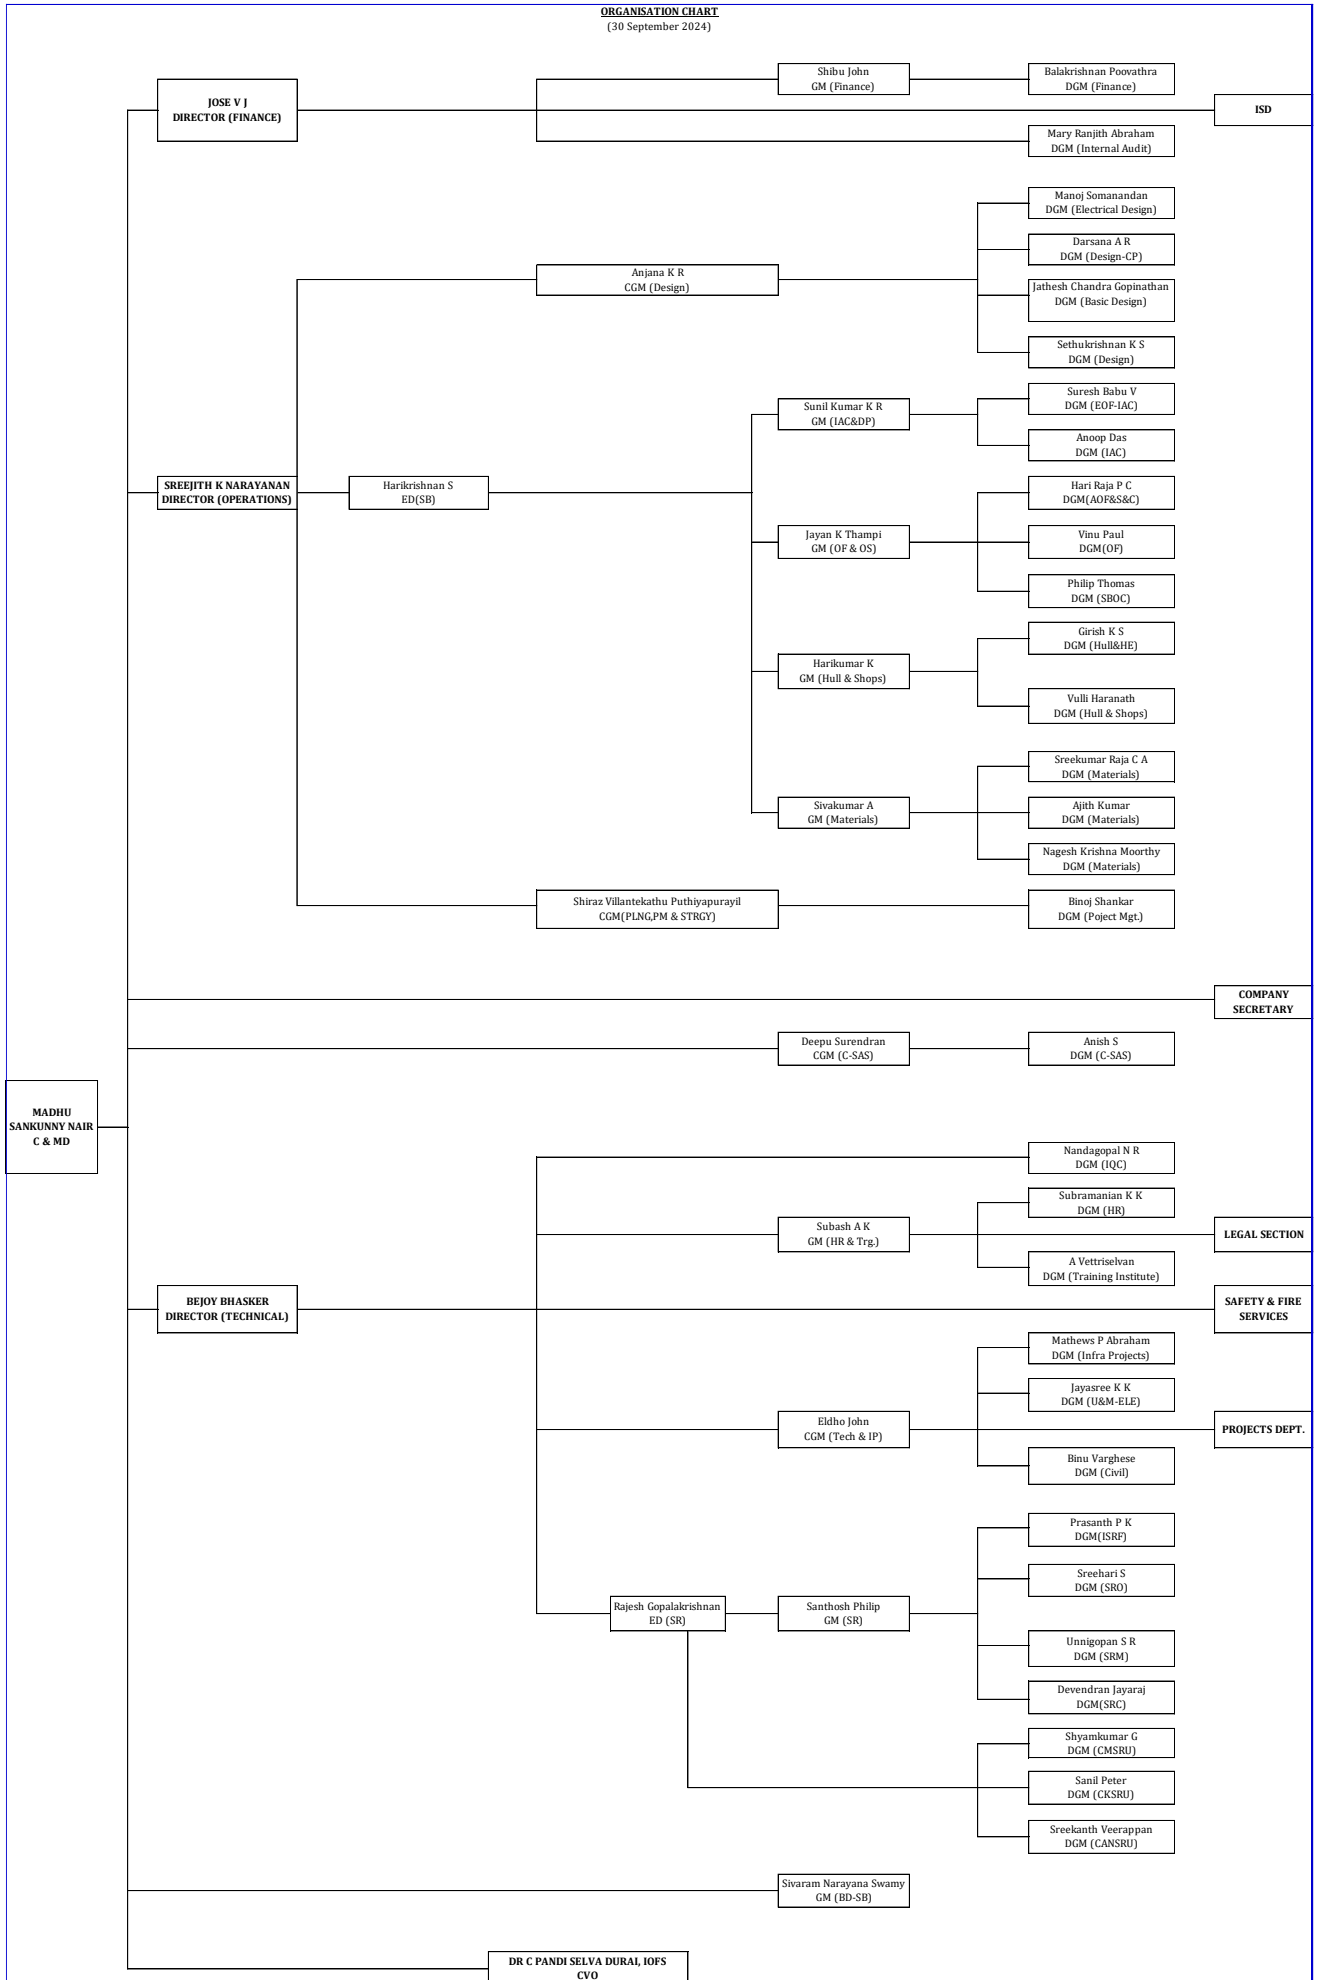 ORGANISATION CHART
(30 September 2024)
Shibu John
GM (Finance)
Balakrishnan Poovathra
DGM (Finance)
JOSE V J
DIRECTOR (FINANCE)
ISD
Mary Ranjith Abraham
DGM (Internal Audit)
Manoj Somanandan
DGM (Electrical Design)
Darsana A R
DGM (Design-CP)
Anjana K R
CGM (Design)
Jathesh Chandra Gopinathan
DGM (Basic Design)
Sethukrishnan K S
DGM (Design)
Suresh Babu V
DGM (EOF-IAC)
Sunil Kumar K R
GM (IAC&DP)
Anoop Das
DGM (IAC)
SREEJITH K NARAYANAN
DIRECTOR (OPERATIONS)
Harikrishnan S
ED(SB)
Hari Raja P C
DGM(AOF&S&C)
Jayan K Thampi
GM (OF & OS)
Vinu Paul
DGM(OF)
Philip Thomas
DGM (SBOC)
Girish K S
DGM (Hull&HE)
Harikumar K
GM (Hull & Shops)
Vulli Haranath
DGM (Hull & Shops)
Sreekumar Raja C A
DGM (Materials)
Sivakumar A
GM (Materials)
Ajith Kumar
DGM (Materials)
Nagesh Krishna Moorthy
DGM (Materials)
Shiraz Villantekathu Puthiyapurayil
CGM(PLNG,PM & STRGY)
Binoj Shankar
DGM (Poject Mgt.)
COMPANY
SECRETARY
Deepu Surendran
CGM (C-SAS)
Anish S
DGM (C-SAS)
MADHU
SANKUNNY NAIR
C & MD
Nandagopal N R
DGM (IQC)
Subramanian K K
DGM (HR)
Subash A K
GM (HR & Trg.)
LEGAL SECTION
A Vettriselvan
DGM (Training Institute)
BEJOY BHASKER
DIRECTOR (TECHNICAL)
SAFETY & FIRE
SERVICES
Mathews P Abraham
DGM (Infra Projects)
Jayasree K K
DGM (U&M-ELE)
Eldho John
CGM (Tech & IP)
PROJECTS DEPT.
Binu Varghese
DGM (Civil)
Prasanth P K
DGM(ISRF)
Sreehari S
DGM (SRO)
Rajesh Gopalakrishnan
ED (SR)
Santhosh Philip
GM (SR)
Unnigopan S R
DGM (SRM)
Devendran Jayaraj
DGM(SRC)
Shyamkumar G
DGM (CMSRU)
Sanil Peter
DGM (CKSRU)
Sreekanth Veerappan
DGM (CANSRU)
Sivaram Narayana Swamy
GM (BD-SB)
DR C PANDI SELVA DURAI, IOFS
CVO